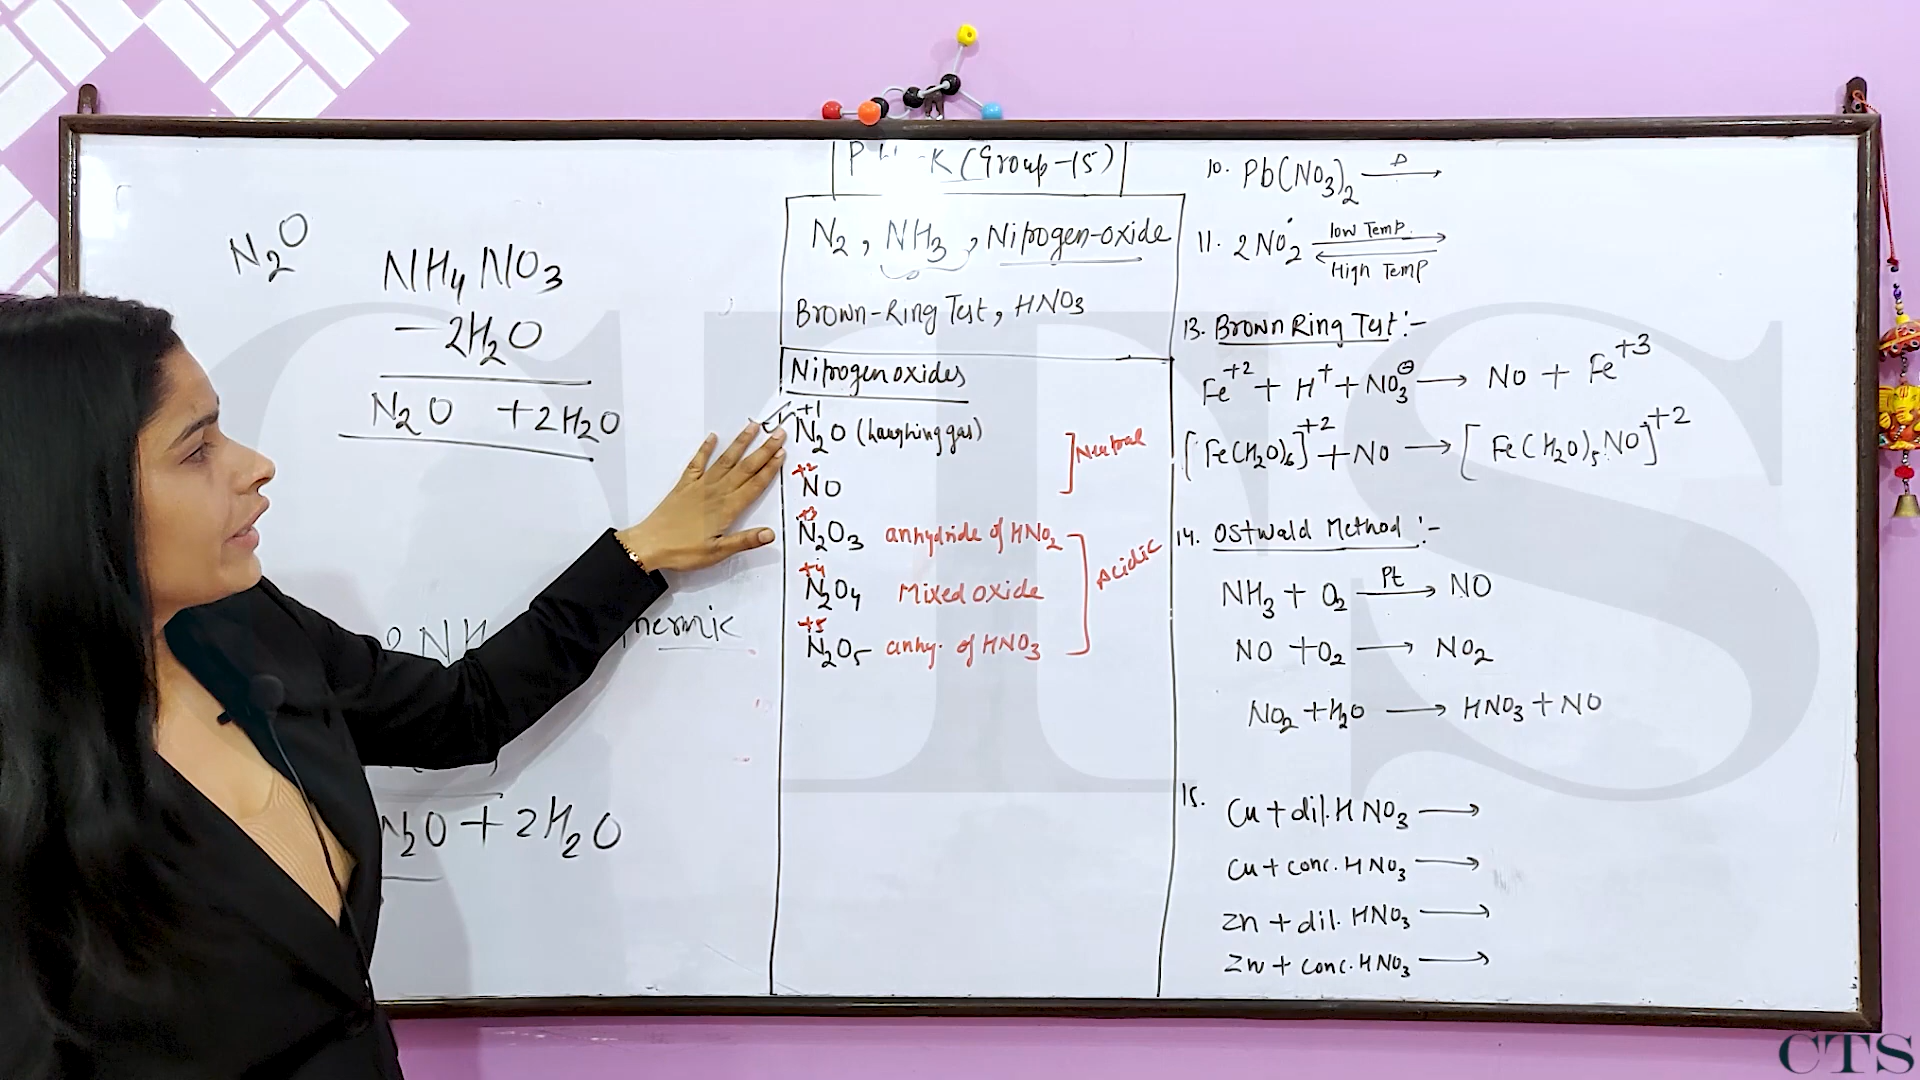 N2O
NH4NO3
-2H2O
N2O +2H2O
2 NH
hermic
N2O + 2H2O
(Group-15)
N2, NH3, Nitrogen-oxide
Brown-Ring Test, HNO3
Nitrogen oxides
+1
N2O (Laughing gas)
+2
NO
Neutral
+3
N2O3 anhydride of HNO2
+4
N2O4 Mixed oxide
+5
N2O5 anhy. of HNO3
Acidic
10. Pb(NO3)2 Δ⟶
11. 2NO2 low Temp. ⇌ High Temp
13. Brown Ring Test:-
Fe+2 + H+ + NO3⊖ ⟶ NO + Fe+3
[Fe(H2O)6]+2 + NO ⟶ [Fe(H2O)5NO]+2
14. Ostwald Method:-
NH3 + O2 Pt⟶ NO
NO + O2 ⟶ NO2
NO2 + H2O ⟶ HNO3 + NO
15. Cu + dil. HNO3 ⟶
Cu + conc. HNO3 ⟶
Zn + dil. HNO3 ⟶
Zn + conc. HNO3 ⟶
CTS
CTS